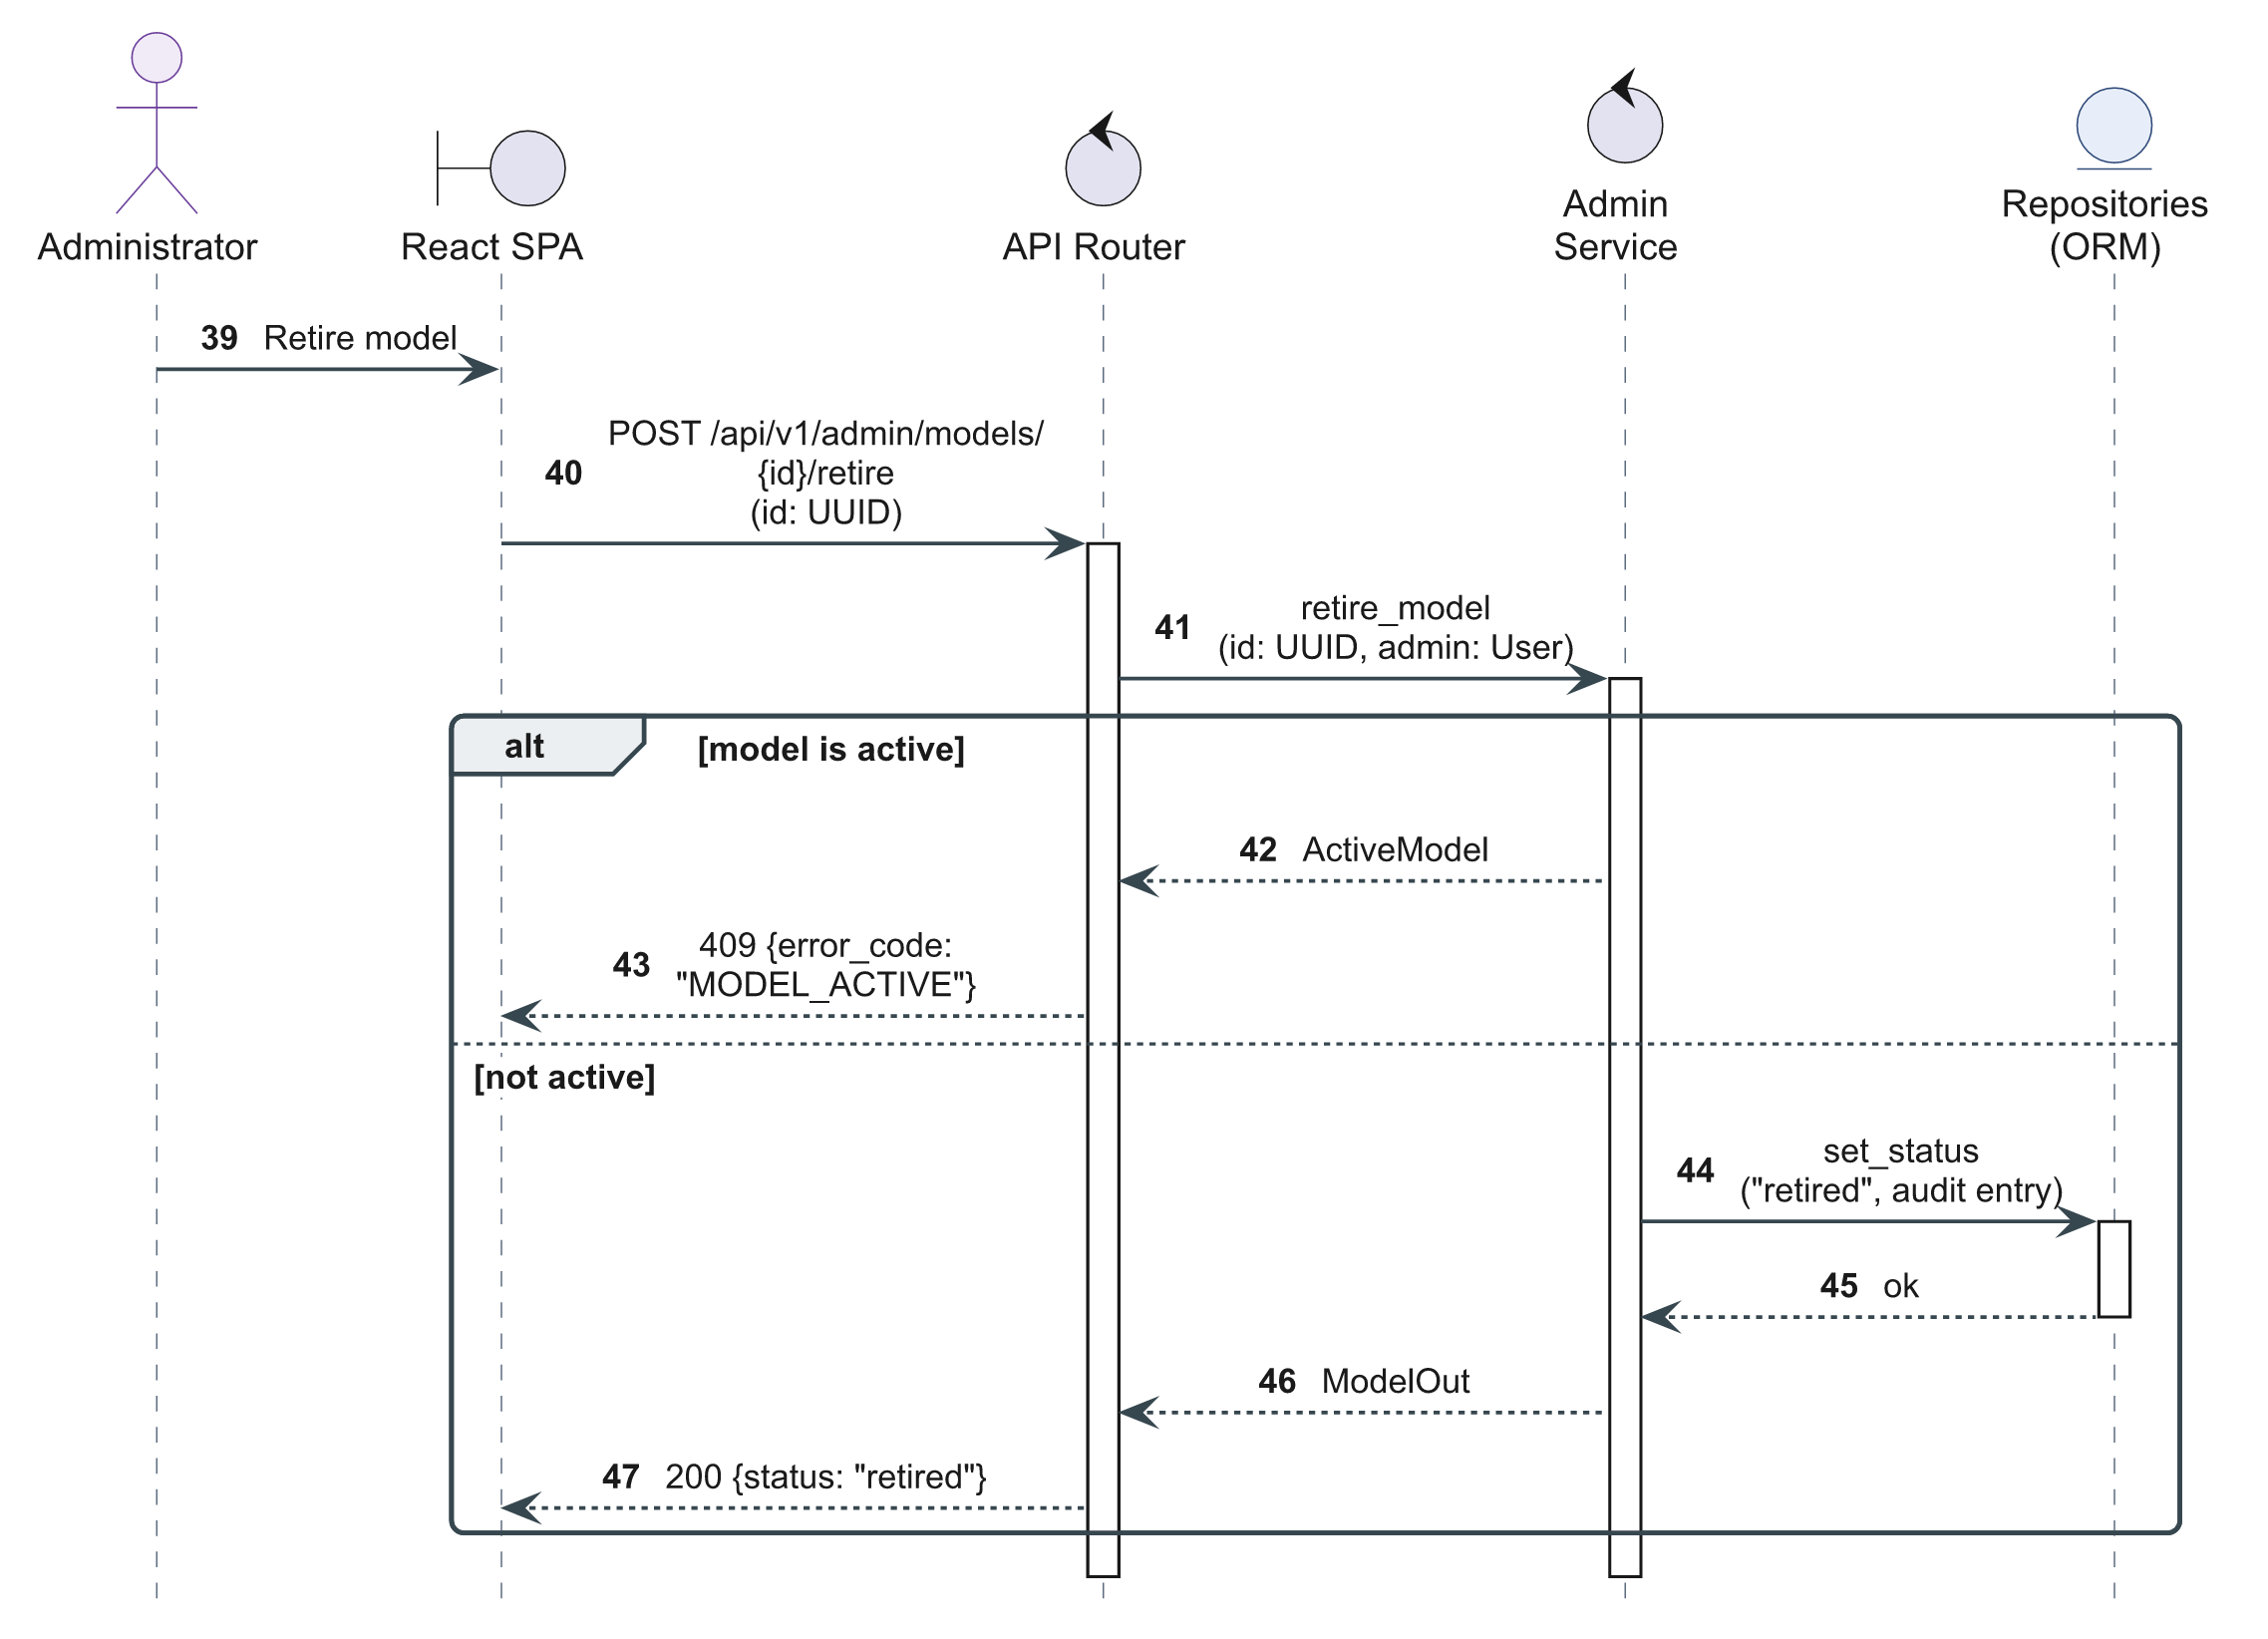 Administrator
React SPA
API Router
Admin
Service
Repositories
(ORM)
39 Retire model
POST /api/v1/admin/models/
40 {id}/retire
(id: UUID)
41 retire_model
(id: UUID, admin: User)
alt [model is active]
42 ActiveModel
43 409 {error_code:
"MODEL_ACTIVE"}
[not active]
44 set_status
("retired", audit entry)
45 ok
46 ModelOut
47 200 {status: "retired"}